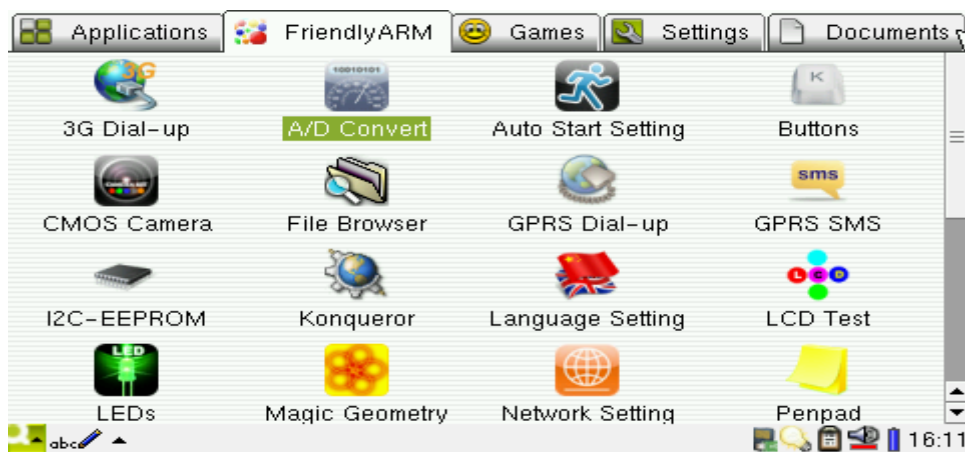 Applications FriendlyARM Games Settings Documents
3G
10010101
K
3G Dial-up A/D Convert Auto Start Setting Buttons
sms
CMOS Camera File Browser GPRS Dial-up GPRS SMS
L C D
I2C-EEPROM Konqueror Language Setting LCD Test
LED
LEDs Magic Geometry Network Setting Penpad
abc 16:11